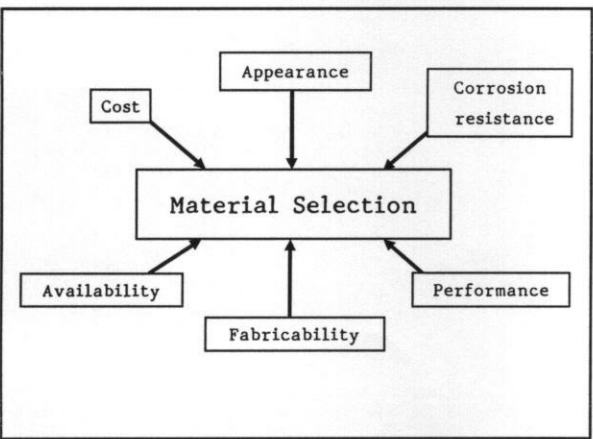 Appearance
Cost
Corrosion
resistance
Material Selection
Availability
Performance
Fabricability